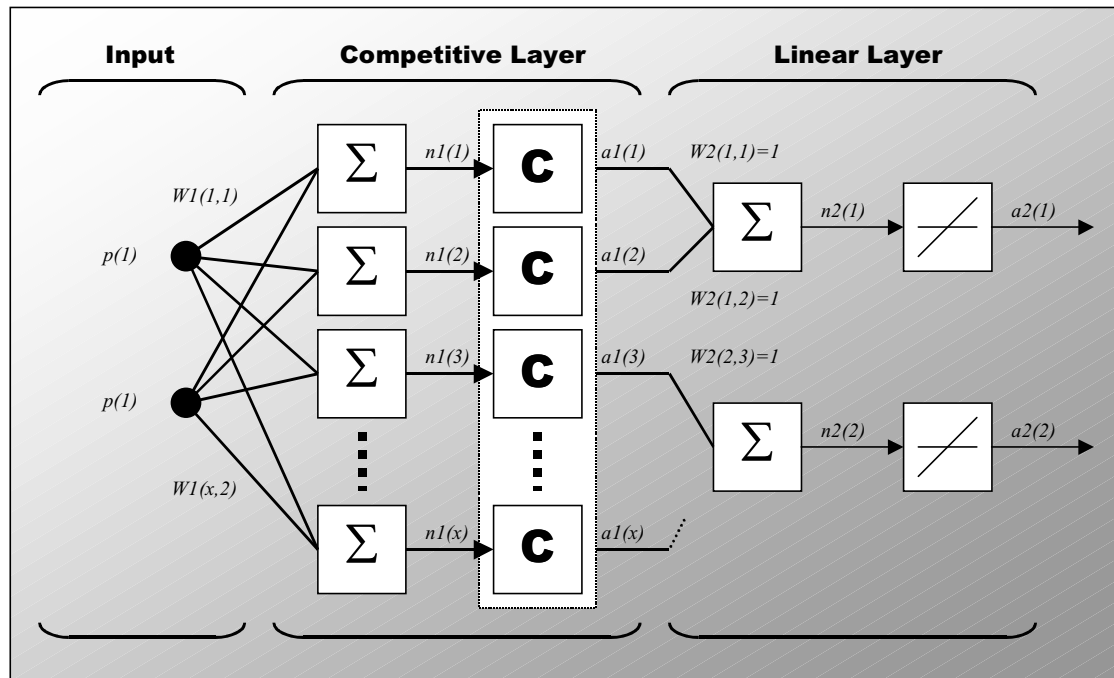 Input
Competitive Layer
Linear Layer
Σ
n1(1)
C
a1(1)
W2(1,1)=1
W1(1,1)
Σ
n2(1)
a2(1)
p(1)
Σ
n1(2)
C
a1(2)
W2(1,2)=1
Σ
n1(3)
C
a1(3)
W2(2,3)=1
p(1)
Σ
n2(2)
a2(2)
W1(x,2)
Σ
n1(x)
C
a1(x)